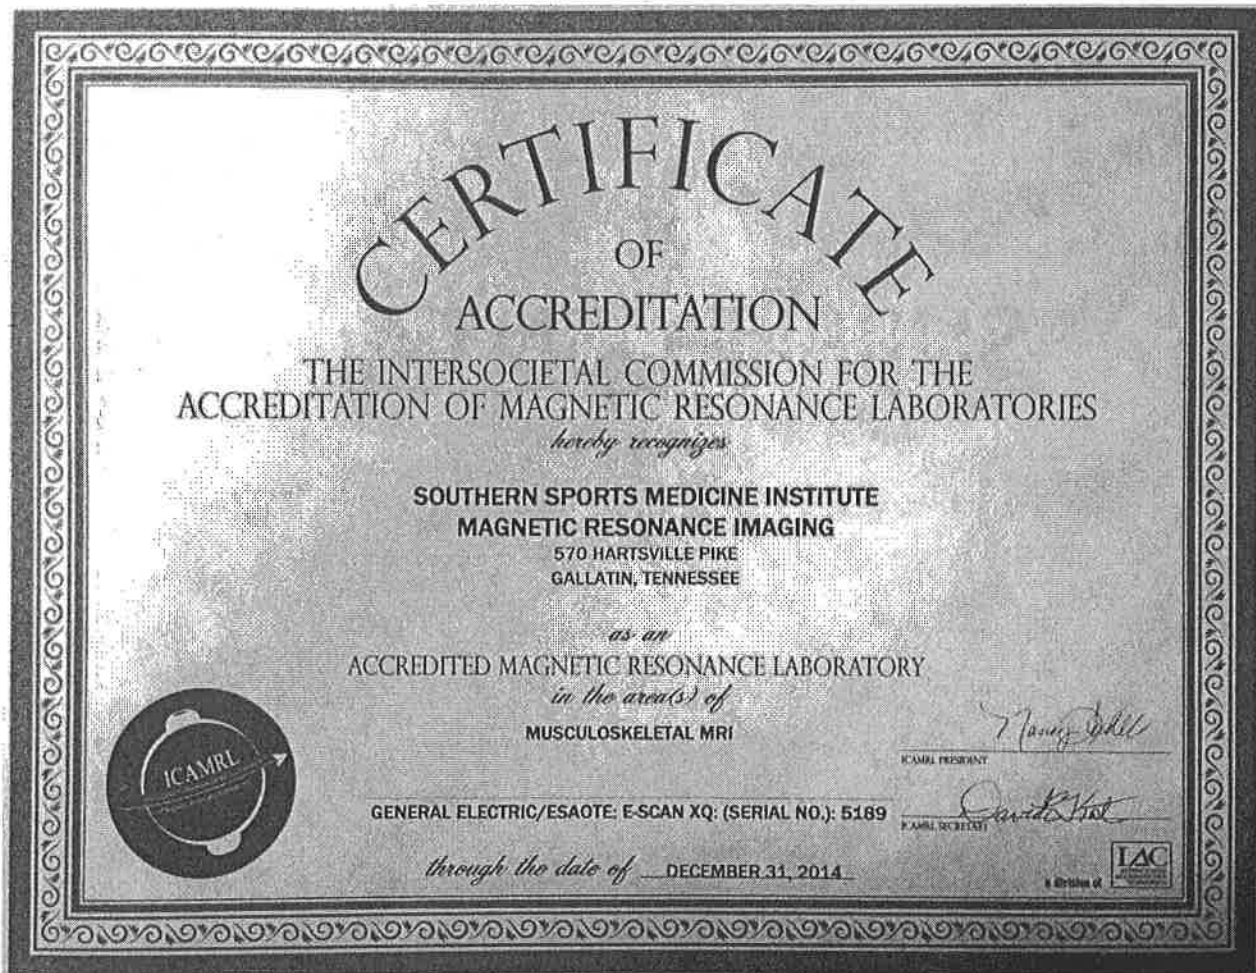 CERTIFICATE
OF
ACCREDITATION
THE INTERSOCIETAL COMMISSION FOR THE
ACCREDITATION OF MAGNETIC RESONANCE LABORATORIES
hereby recognizes
SOUTHERN SPORTS MEDICINE INSTITUTE
MAGNETIC RESONANCE IMAGING
570 HARTSVILLE PIKE
GALLATIN, TENNESSEE
as an
ACCREDITED MAGNETIC RESONANCE LABORATORY
in the area(s) of
MUSCULOSKELETAL MRI
ICAMRL
ICAMRL PRESIDENT
GENERAL ELECTRIC/ESAOTE: E-SCAN XQ: (SERIAL NO.): 5189
ICAMRL SECRETARY
through the date of DECEMBER 31, 2014
a division of
IAC